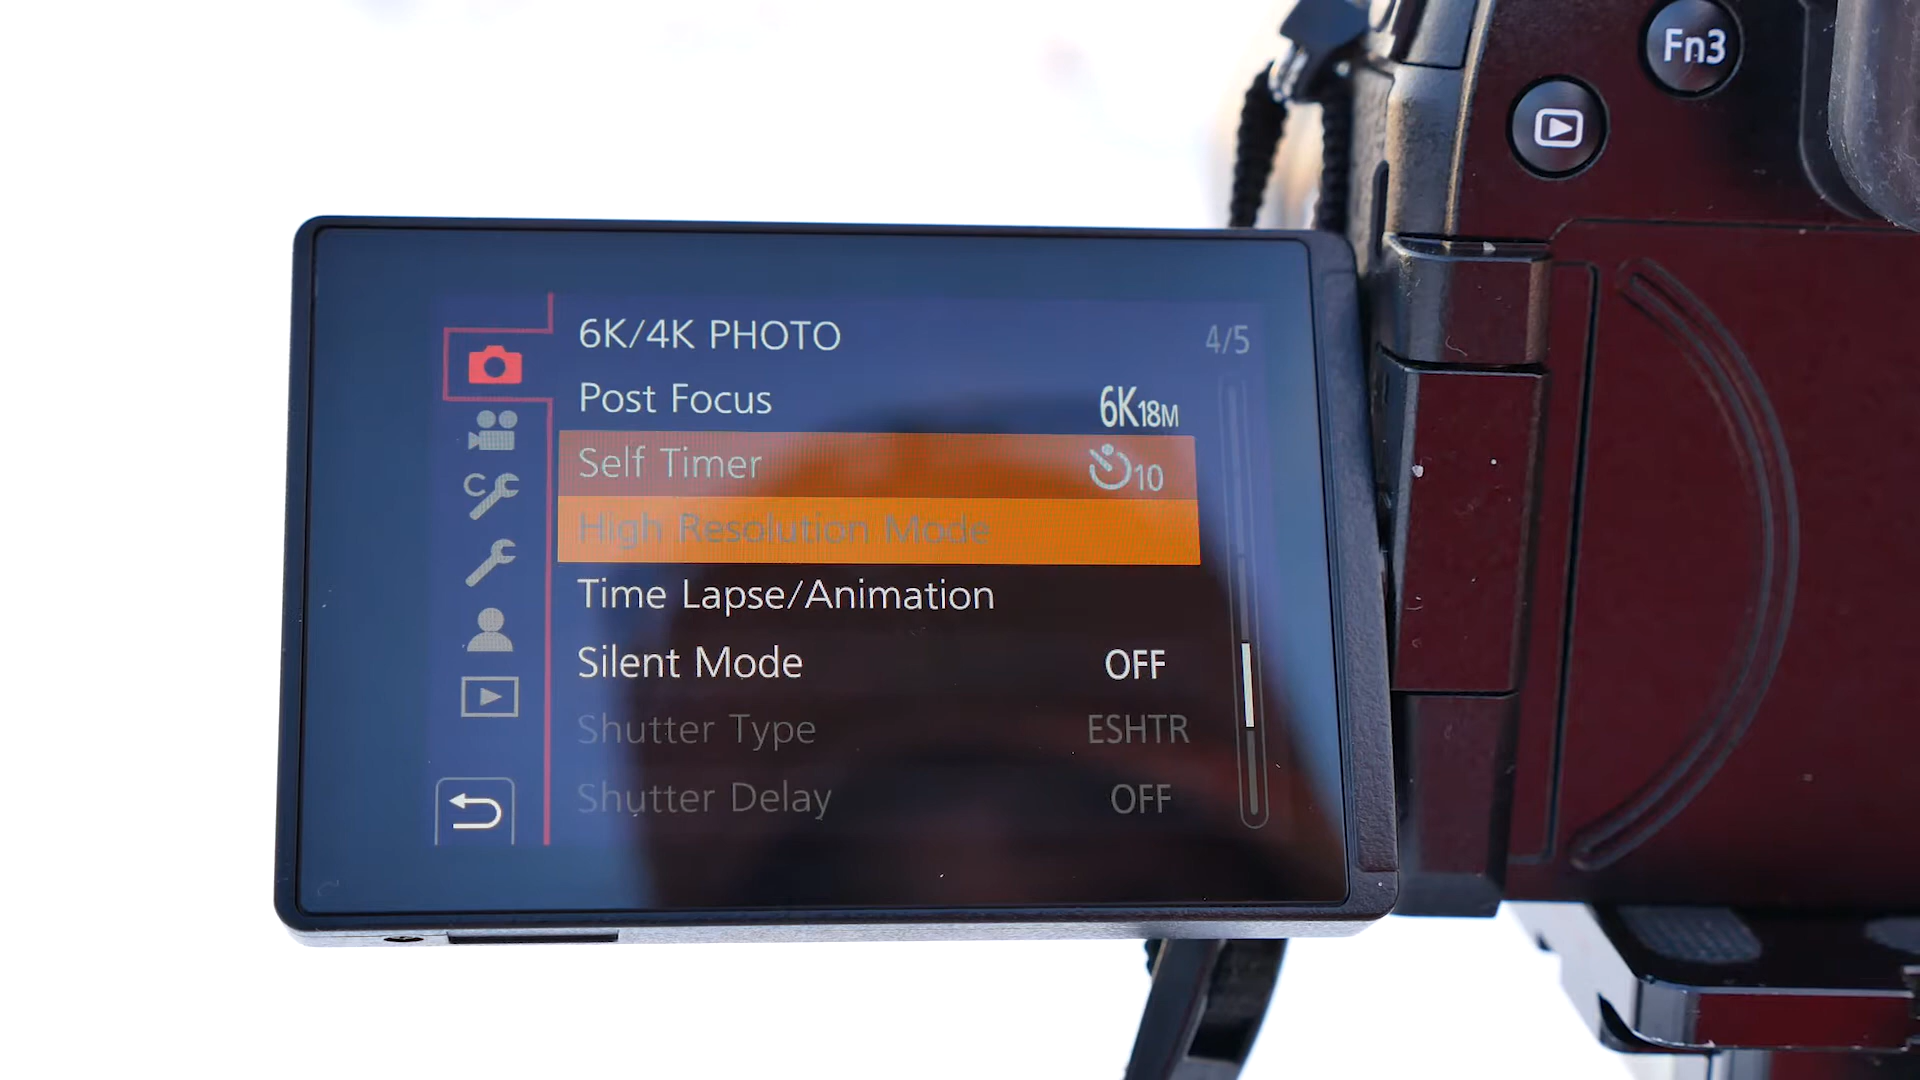 Fn3
6K/4K PHOTO 4/5
Post Focus 6K18M
Self Timer 10
High Resolution Mode
Time Lapse/Animation
Silent Mode OFF
Shutter Type ESHTR
Shutter Delay OFF
C